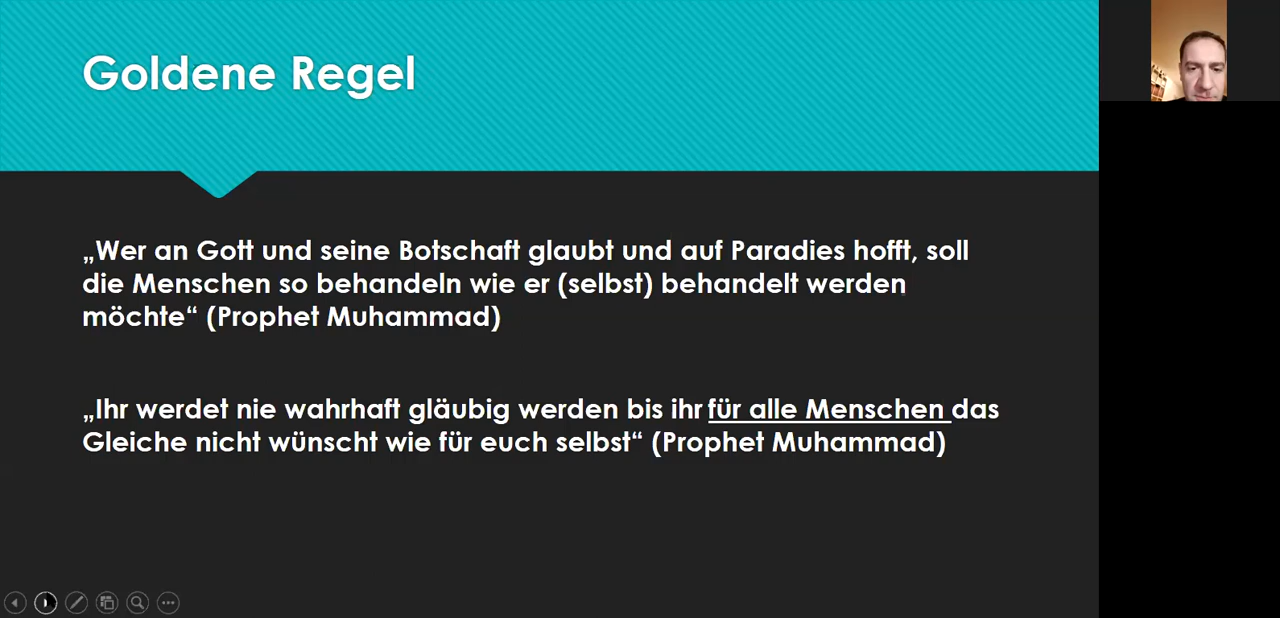 Goldene Regel
„Wer an Gott und seine Botschaft glaubt und auf Paradies hofft, soll
die Menschen so behandeln wie er (selbst) behandelt werden
möchte“ (Prophet Muhammad)
„Ihr werdet nie wahrhaft gläubig werden bis ihr für alle Menschen das
Gleiche nicht wünscht wie für euch selbst“ (Prophet Muhammad)